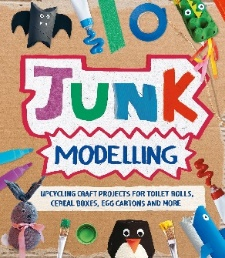 JUNK
MODELLING
UPCYCLING CRAFT PROJECTS FOR TOILET ROLLS,
CEREAL BOXES, EGG CARTONS AND MORE